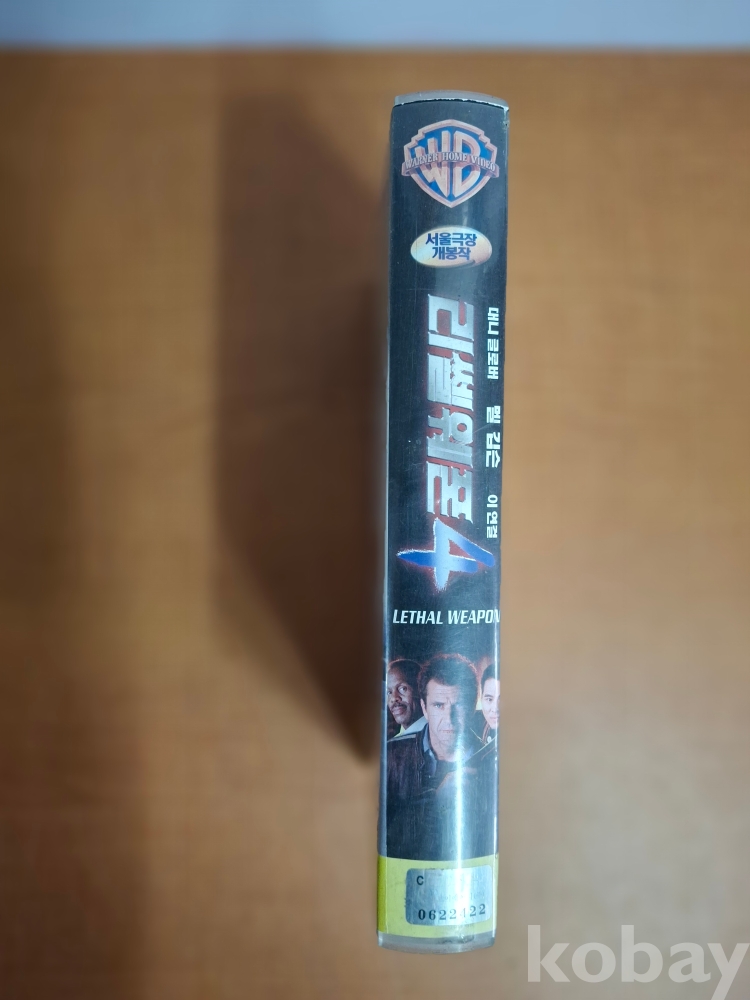 WB
WARNER HOME VIDEO
서울극장
개봉작
대니 글로버 멜 깁슨 이연걸
리쎌웨폰4
LETHAL WEAPON
C
0622422
kobay